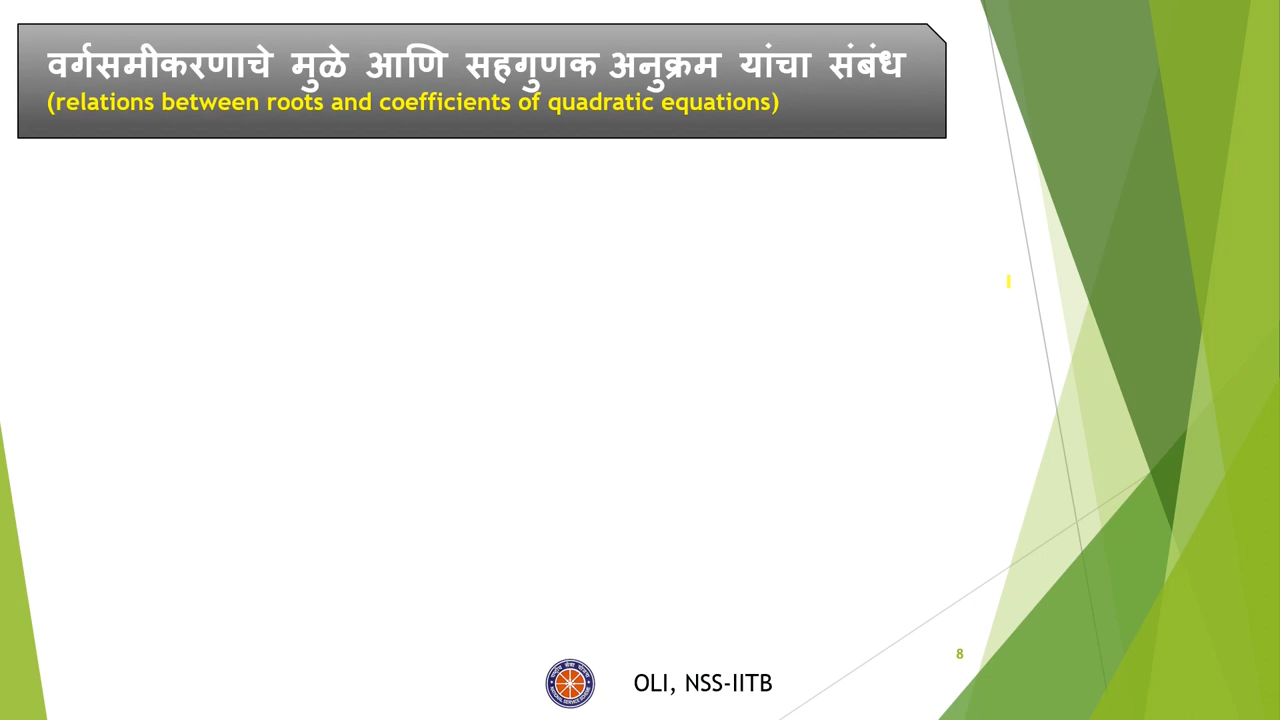 वर्गसमीकरणाचे मुळे आणि सहगुणक अनुक्रम यांचा संबंध
(relations between roots and coefficients of quadratic equations)
8
OLI, NSS-IITB